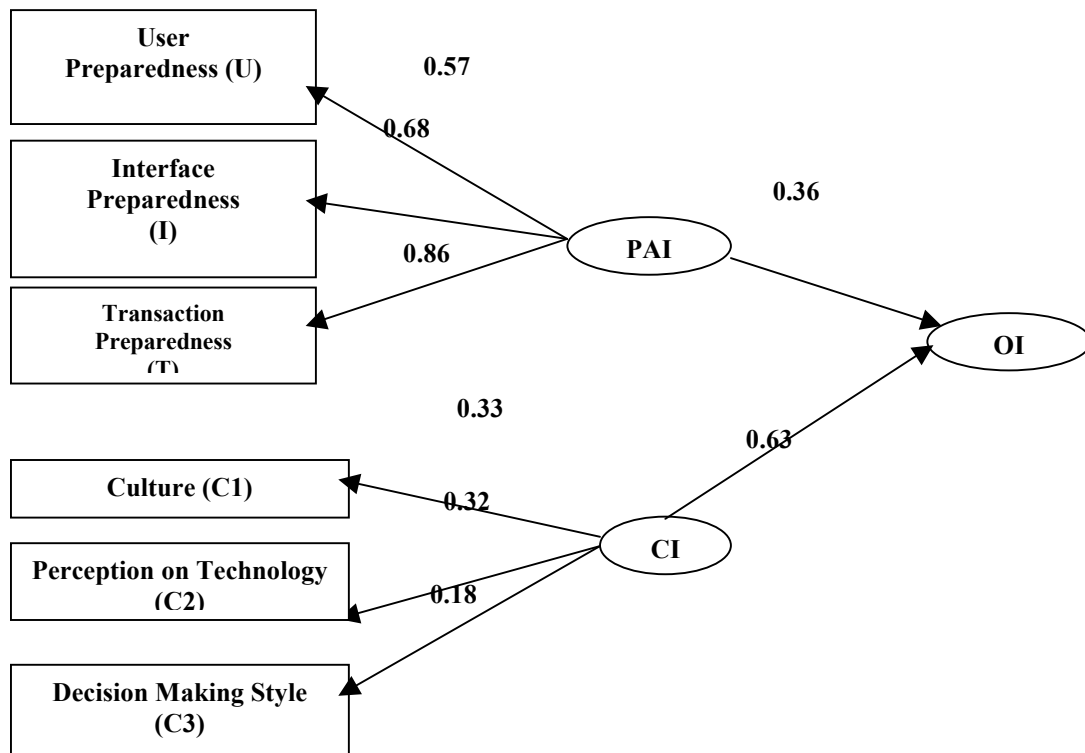 User
Preparedness (U)
0.57
0.68
Interface
Preparedness
(I)
0.36
0.86
PAI
Transaction
Preparedness
(T)
OI
0.33
0.63
Culture (C1)
0.32
CI
Perception on Technology
(C2)
0.18
Decision Making Style
(C3)